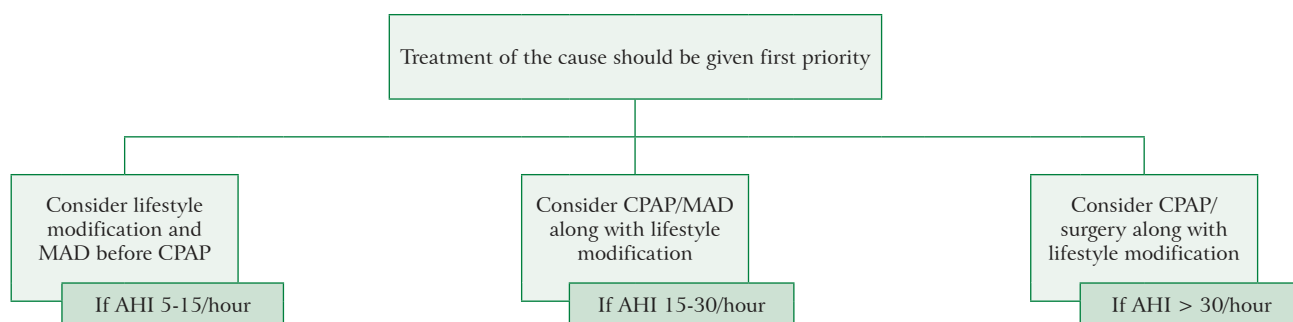 Treatment of the cause should be given first priority
Consider lifestyle
modification and
MAD before CPAP
If AHI 5-15/hour
Consider CPAP/MAD
along with lifestyle
modification
If AHI 15-30/hour
Consider CPAP/
surgery along with
lifestyle modification
If AHI > 30/hour